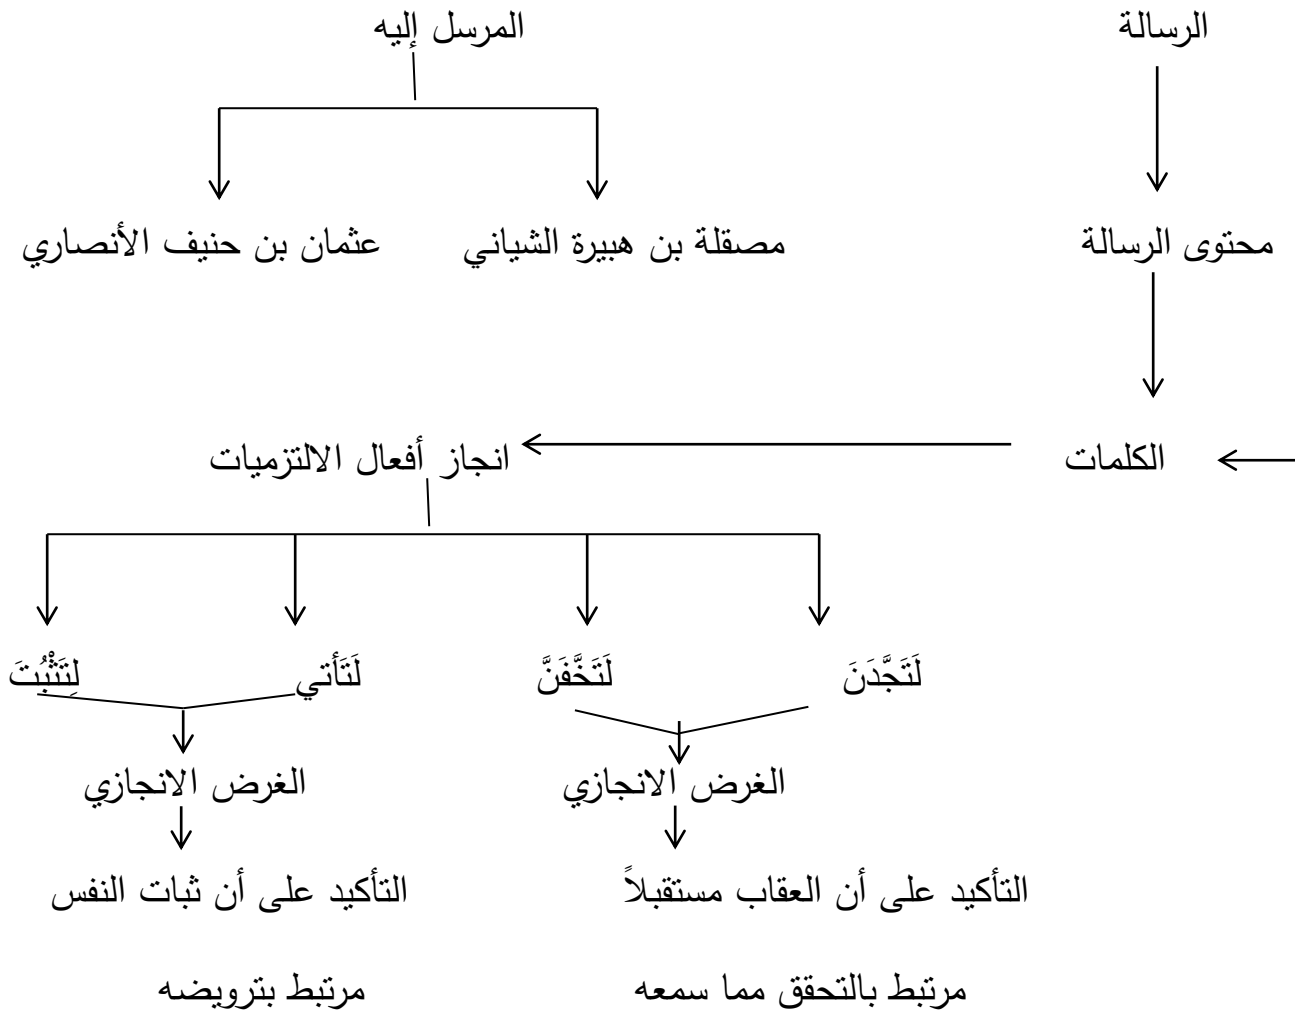 الرسالة
المرسل إليه
محتوى الرسالة
مصقلة بن هبيرة الشياني
عثمان بن حنيف الأنصاري
الكلمات
انجاز أفعال الالتزميات
لَتَجَّدَنَ
لَتَخَّفَنَّ
لَتَأتي
لِتَثْبُتَ
الغرض الانجازي
الغرض الانجازي
التأكيد على أن العقاب مستقبلاً
مرتبط بالتحقق مما سمعه
التأكيد على أن ثبات النفس
مرتبط بترويضه